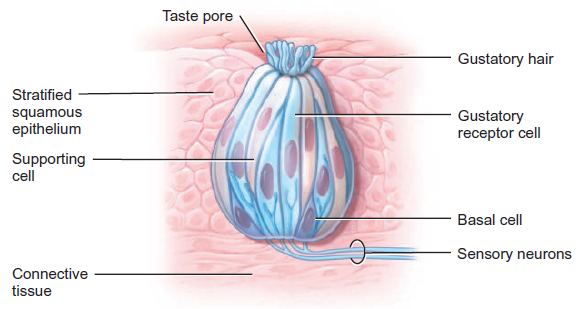 Taste pore
Gustatory hair
Stratified
squamous
epithelium
Gustatory
receptor cell
Supporting
cell
Basal cell
Sensory neurons
Connective
tissue